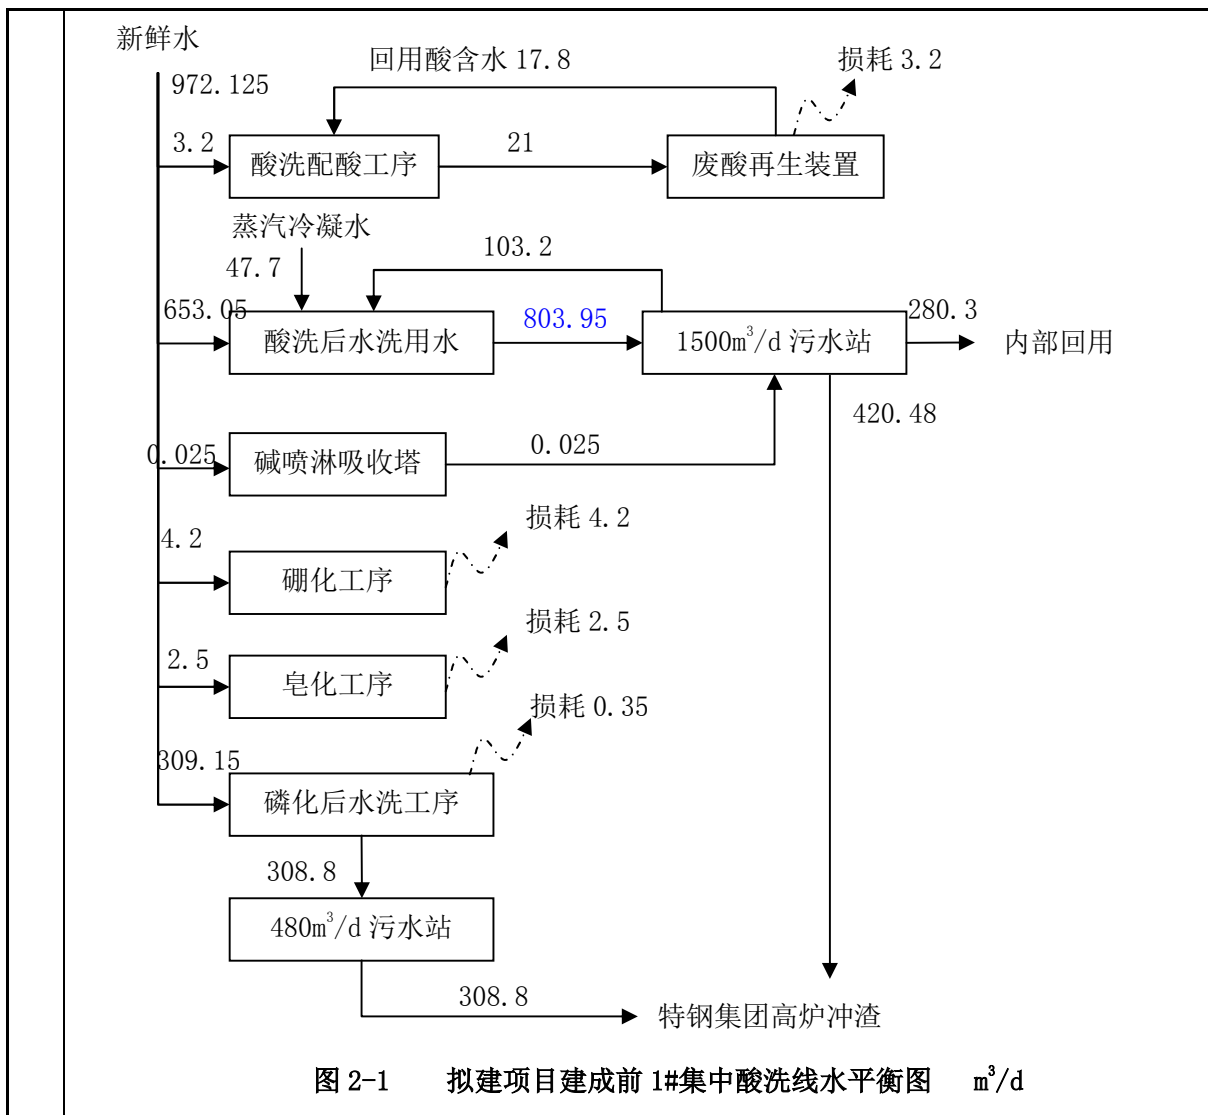 新鲜水
972.125
回用酸含水 17.8
损耗 3.2
3.2
酸洗配酸工序
21
废酸再生装置
蒸汽冷凝水
47.7
103.2
653.05
酸洗后水洗用水
803.95
1500m³/d 污水站
280.3
内部回用
420.48
0.025
碱喷淋吸收塔
0.025
4.2
硼化工序
损耗 4.2
2.5
皂化工序
损耗 2.5
309.15
磷化后水洗工序
损耗 0.35
308.8
480m³/d 污水站
308.8
特钢集团高炉冲渣
图 2-1 拟建项目建成前 1#集中酸洗线水平衡图 m³/d